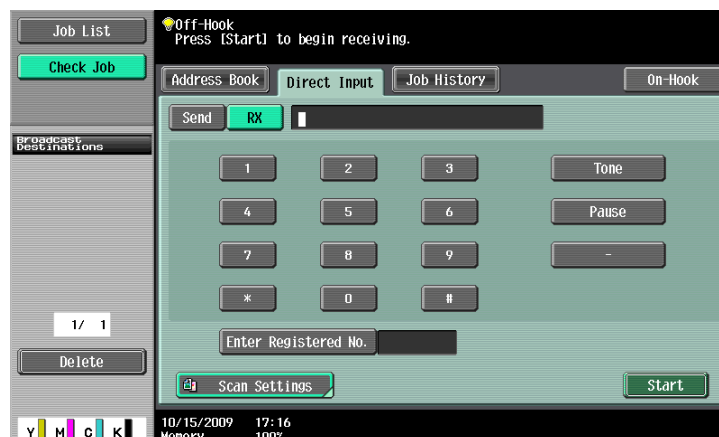 Job List
Check Job
Broadcast
Destinations
1/ 1
Delete
Y M C K
Off-Hook
Press [Start] to begin receiving.
Address Book Direct Input Job History On-Hook
Send RX
1 2 3 Tone
4 5 6 Pause
7 8 9 -
* 0 #
Enter Registered No.
Scan Settings Start
10/15/2009 17:16
Memory 100%